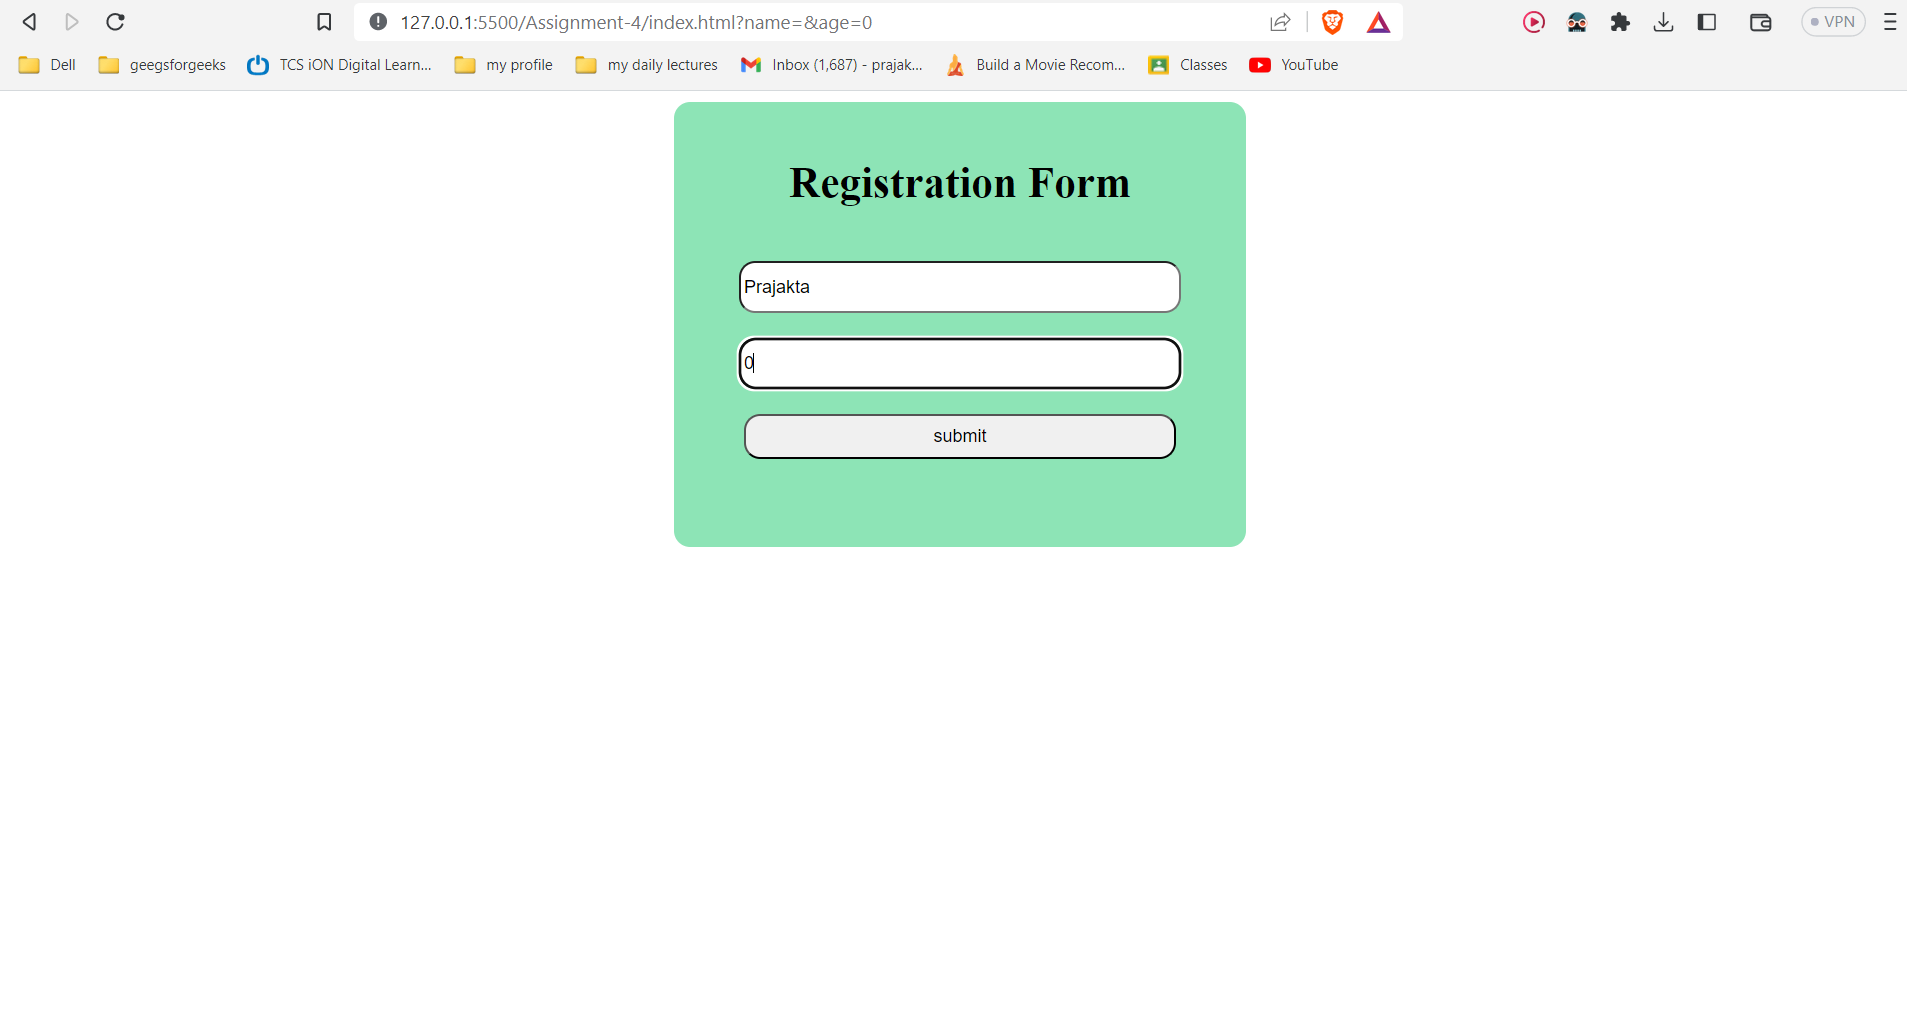 127.0.0.1:5500/Assignment-4/index.html?name=&age=0
VPN
Dell geegsforgeeks TCS iON Digital Learn... my profile my daily lectures Inbox (1,687) - prajak... Build a Movie Recom... Classes YouTube
Registration Form
Prajakta
0
submit